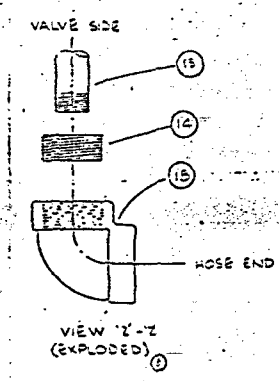 VALVE SIDE
13
14
15
HOSE END
VIEW 'Z'-'Z'
(EXPLODED)